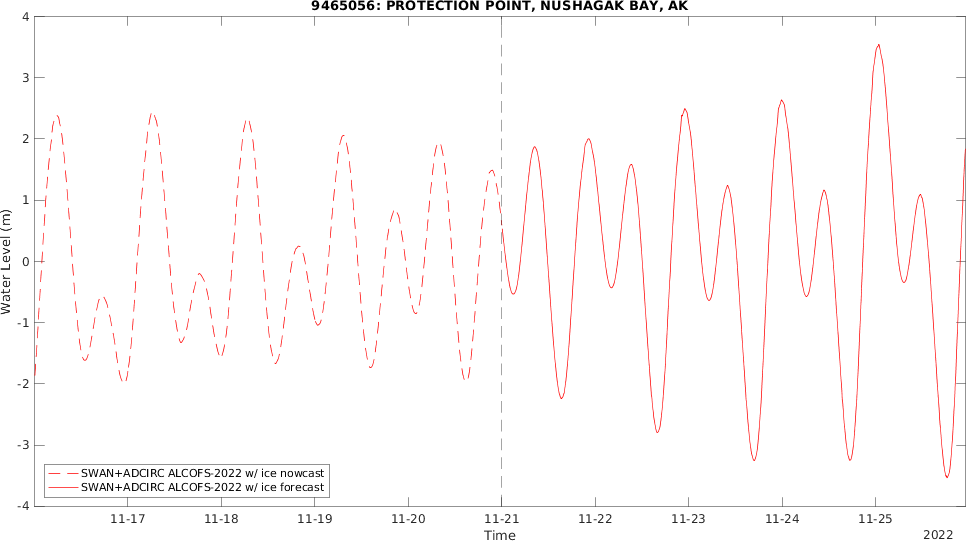 9465056: PROTECTION POINT, NUSHAGAK BAY, AK
4
3
2
1
0
-1
-2
-3
-4
Water Level (m)
SWAN+ADCIRC ALCOFS-2022 w/ ice nowcast
SWAN+ADCIRC ALCOFS-2022 w/ ice forecast
11-17 11-18 11-19 11-20 11-21 11-22 11-23 11-24 11-25
Time
2022